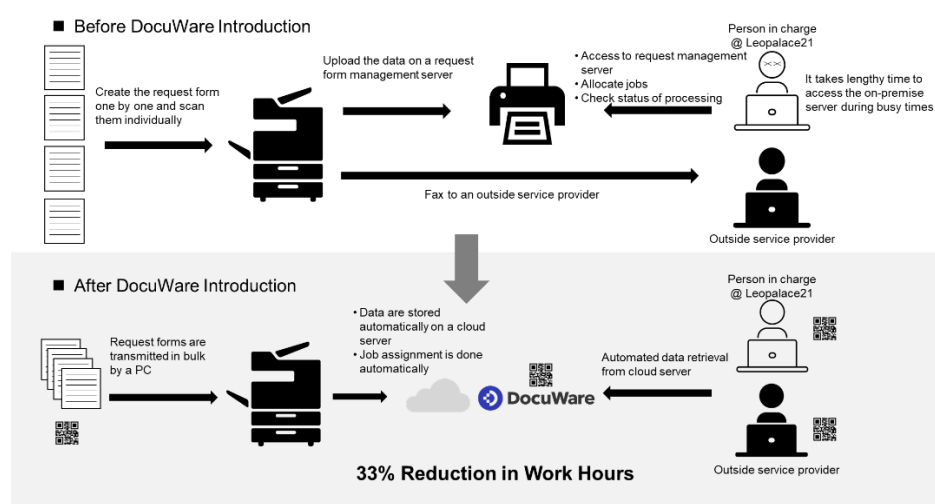 ■ Before DocuWare Introduction
Create the request form
one by one and scan
them individually
Upload the data on a request
form management server
• Access to request management
server
• Allocate jobs
• Check status of processing
Person in charge
@ Leopalace21
It takes lengthy time to
access the on-premise
server during busy times
Fax to an outside service provider
Outside service provider
■ After DocuWare Introduction
Request forms are
transmitted in bulk
by a PC
• Data are stored
automatically on a cloud
server
• Job assignment is done
automatically
DocuWare
Automated data retrieval
from cloud server
Person in charge
@ Leopalace21
Outside service provider
33% Reduction in Work Hours